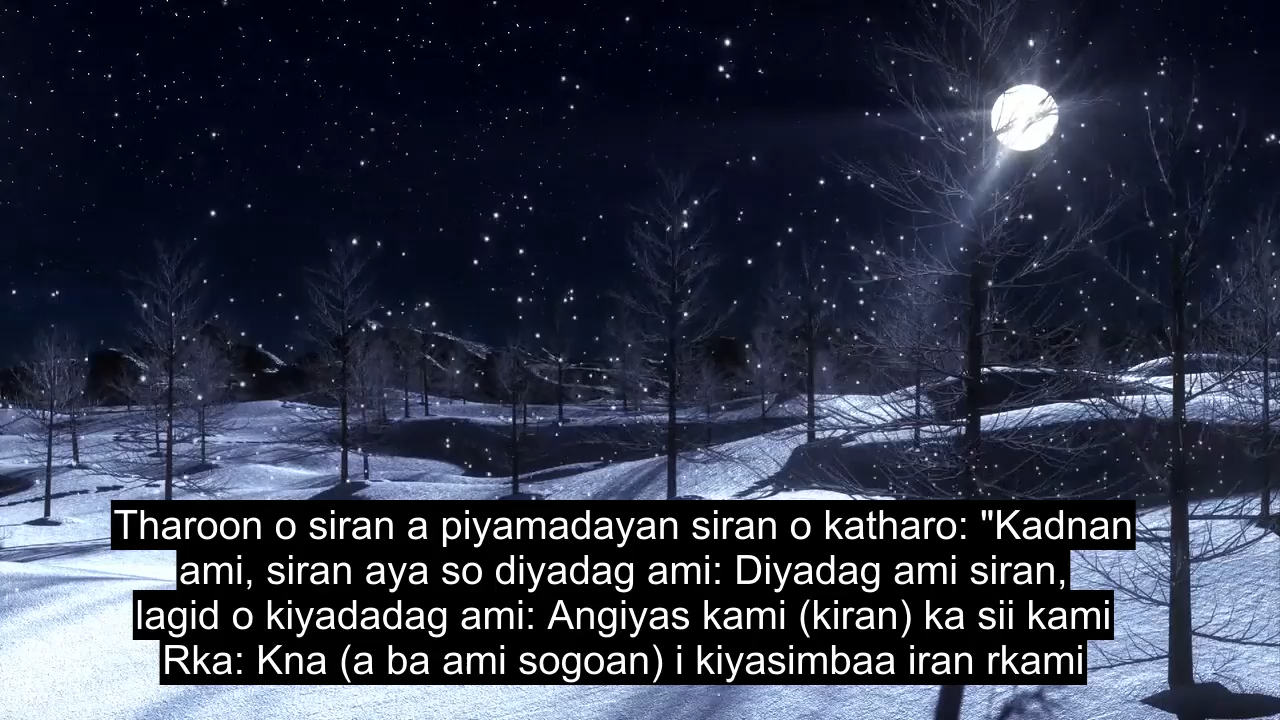 Tharoon o siran a piyamadayan siran o katharo: "Kadnan
ami, siran aya so diyadag ami: Diyadag ami siran,
lagid o kiyadadag ami: Angiyas kami (kiran) ka sii kami
Rka: Kna (a ba ami sogoan) i kiyasimbaa iran rkami